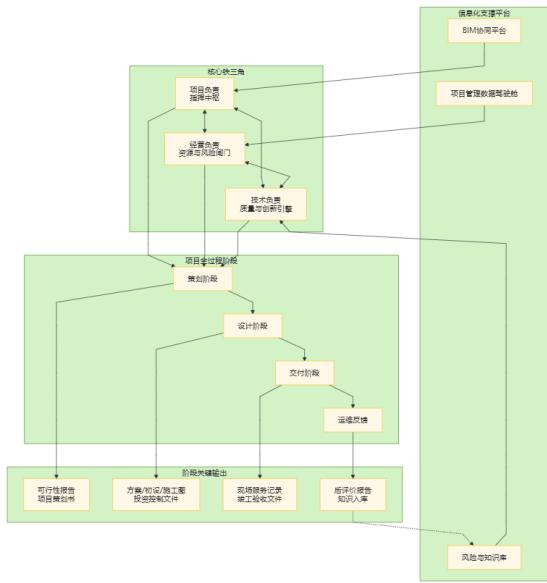 信息化支撑平台
BIM协同平台
核心铁三角
项目负责
指挥中枢
项目管理数据驾驶舱
经营负责
资源与风险阀门
技术负责
质量与创新引擎
项目全过程阶段
策划阶段
设计阶段
交付阶段
运维反馈
阶段关键输出
可行性报告
项目策划书
方案/初设/施工图
投资控制文件
现场服务记录
竣工验收文件
后评价报告
知识入库
风险与知识库